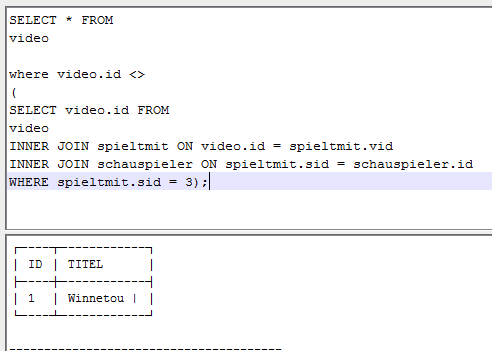 SELECT * FROM
video
where video.id <>
(
SELECT video.id FROM
video
INNER JOIN spieltmit ON video.id = spieltmit.vid
INNER JOIN schauspieler ON spieltmit.sid = schauspieler.id
WHERE spieltmit.sid = 3);
| ID | TITEL |
| 1 | Winnetou | |